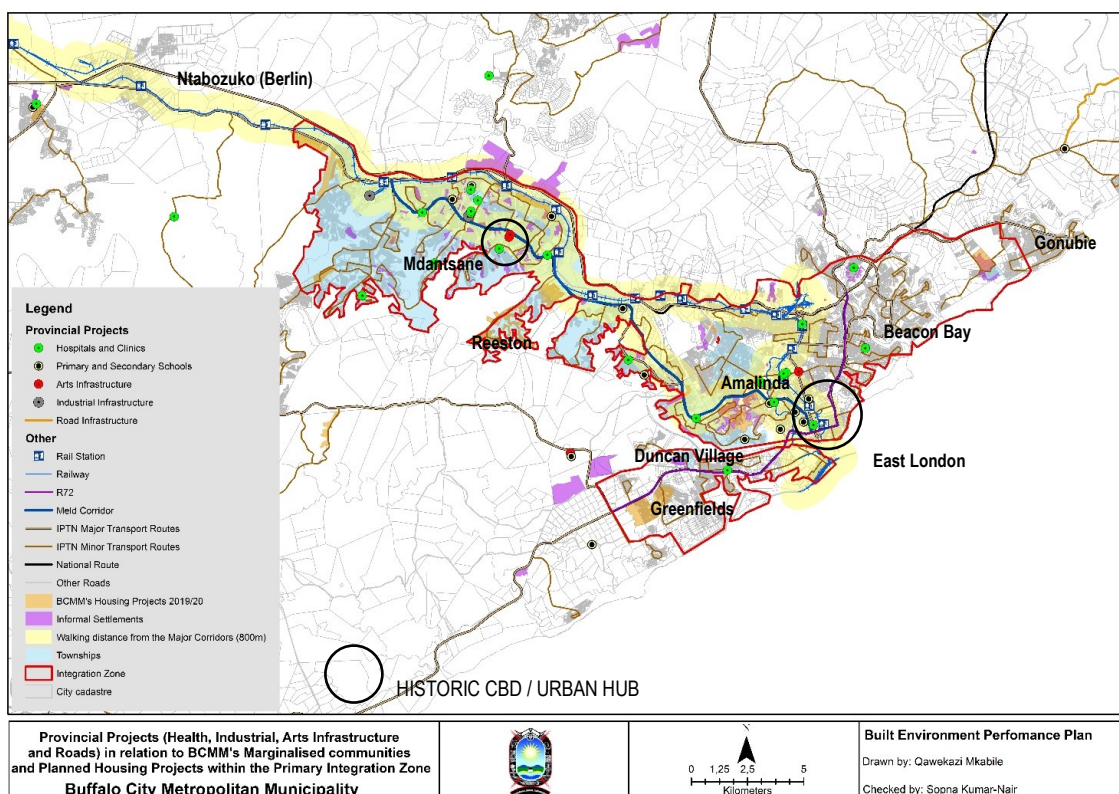 Ntabozuko (Berlin)
Gonubie
Mdantsane
Beacon Bay
Reeston
Amalinda
Duncan Village
East London
Greenfields
Legend
Provincial Projects
Hospitals and Clinics
Primary and Secondary Schools
Arts Infrastructure
Industrial Infrastructure
Road Infrastructure
Other
Rail Station
Railway
R72
Meld Corridor
IPTN Major Transport Routes
IPTN Minor Transport Routes
National Route
Other Roads
BCMM's Housing Projects 2019/20
Informal Settlements
Walking distance from the Major Corridors (800m)
Townships
Integration Zone
City cadastre
HISTORIC CBD / URBAN HUB
Provincial Projects (Health, Industrial, Arts Infrastructure
and Roads) in relation to BCMM's Marginalised communities
and Planned Housing Projects within the Primary Integration Zone
Buffalo City Metropolitan Municipality
N
0 1,25 2,5 5
Kilometers
Built Environment Perfomance Plan
Drawn by: Qawekazi Mkabile
Checked by: Sopna Kumar-Nair